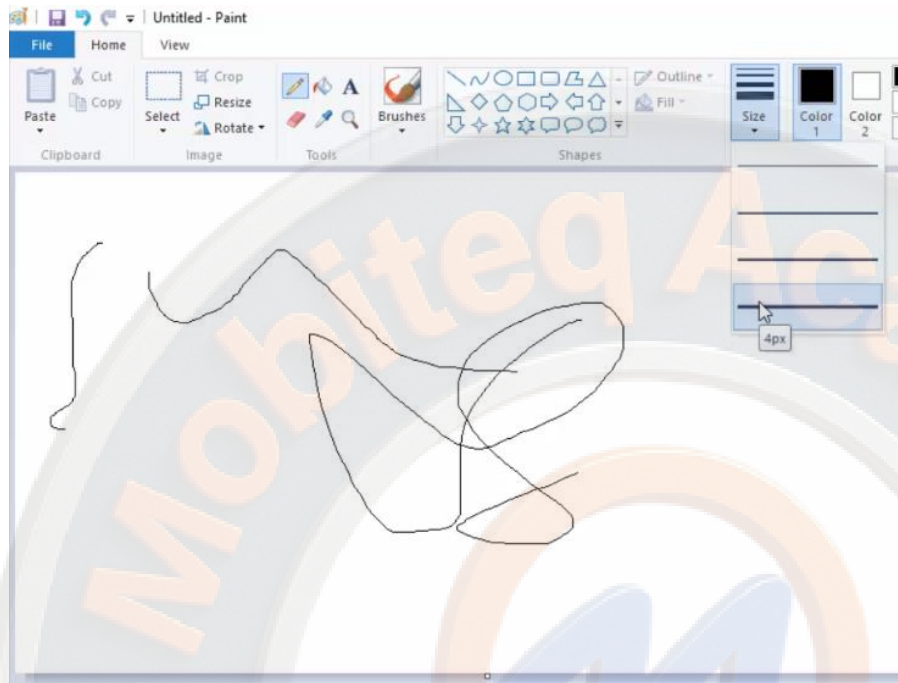 Untitled - Paint
File Home View
Paste
Cut
Copy
Clipboard
Select
Crop
Resize
Rotate
Image
A
Tools
Brushes
Outline
Fill
Shapes
Size
Color 1
Color 2
4px
Mobiteq Aca